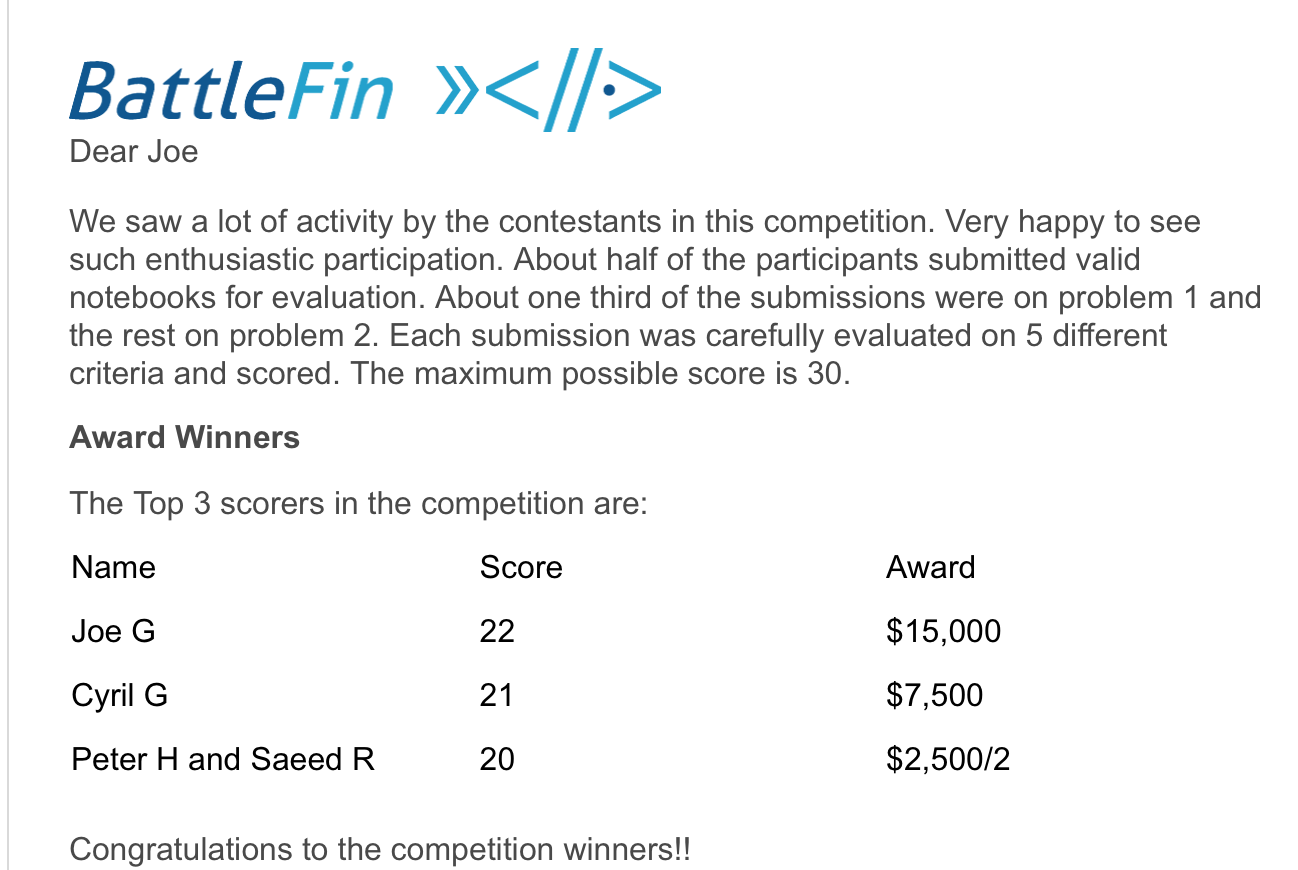 BattleFin »<//·>
Dear Joe
We saw a lot of activity by the contestants in this competition. Very happy to see
such enthusiastic participation. About half of the participants submitted valid
notebooks for evaluation. About one third of the submissions were on problem 1 and
the rest on problem 2. Each submission was carefully evaluated on 5 different
criteria and scored. The maximum possible score is 30.
Award Winners
The Top 3 scorers in the competition are:
Name Score Award
Joe G 22 $15,000
Cyril G 21 $7,500
Peter H and Saeed R 20 $2,500/2
Congratulations to the competition winners!!